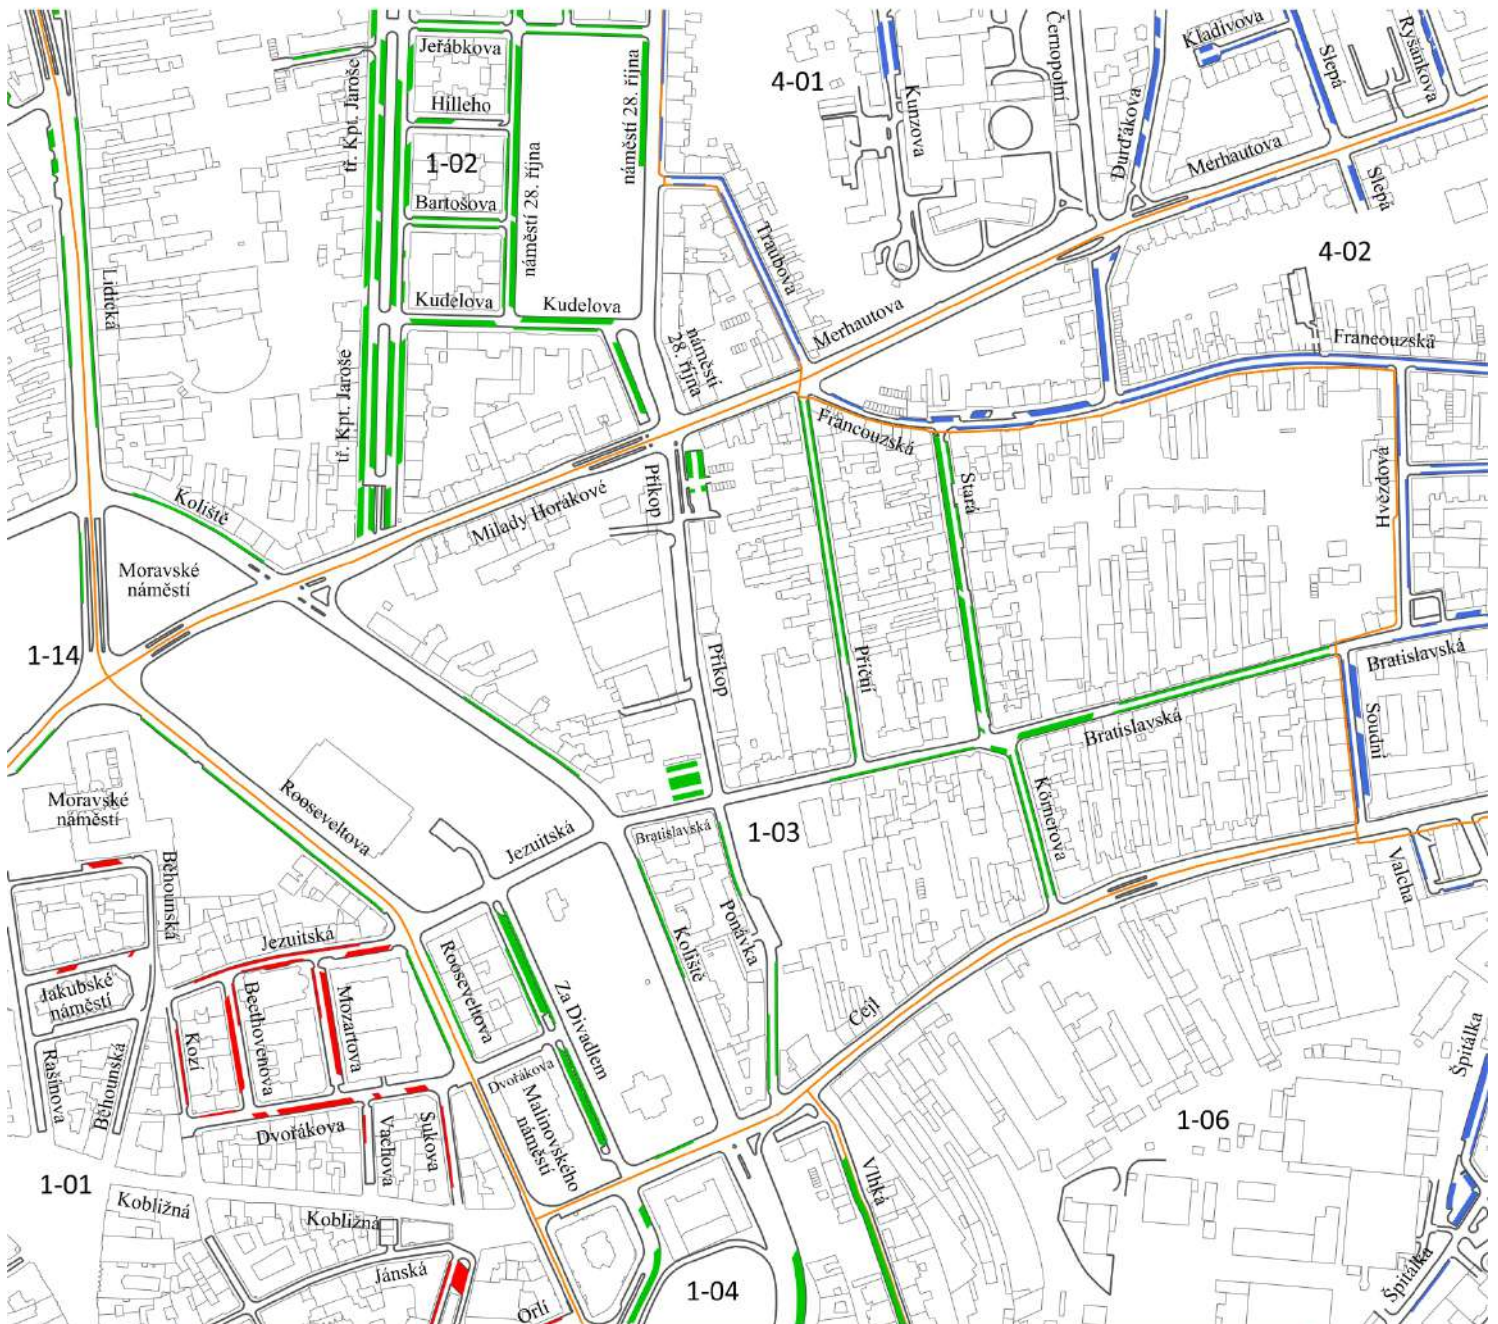 Jeřábkova
Hilleho
1-02
Bartošova
Kudelova
Kudelova
tř. Kpt. Jaroše
tř. Kpt. Jaroše
náměstí 28. října
náměstí 28. října
náměstí
28. října
4-01
Kunzova
Černopolní
Durďákova
Kladivova
Slepá
Ryšánkova
Merhautova
Slepá
4-02
Traubova
Merhautova
Francouzská
Francouzská
Lidická
Koliště
Milady Horákové
Příkop
Stará
Hvězdová
Moravské
náměstí
1-14
Příkop
Příční
Bratislavská
Bratislavská
Soudní
Körnerova
Rooseveltova
Moravské
náměstí
Jezuitská
Bratislavská
1-03
Valcha
Běhounská
Jezuitská
Rooseveltova
Za Divadlem
Koliště
Ponávka
Cejl
Jakubské
náměstí
Kozí
Beethovenova
Mozartova
Rašínova
Běhounská
Dvořákova
Malinovského
náměstí
Dvořákova
Vachova
Sukova
Špitálka
1-06
Vlhká
1-01
Kobližná
Kobližná
Jánská
Orlí
1-04
Špitálka